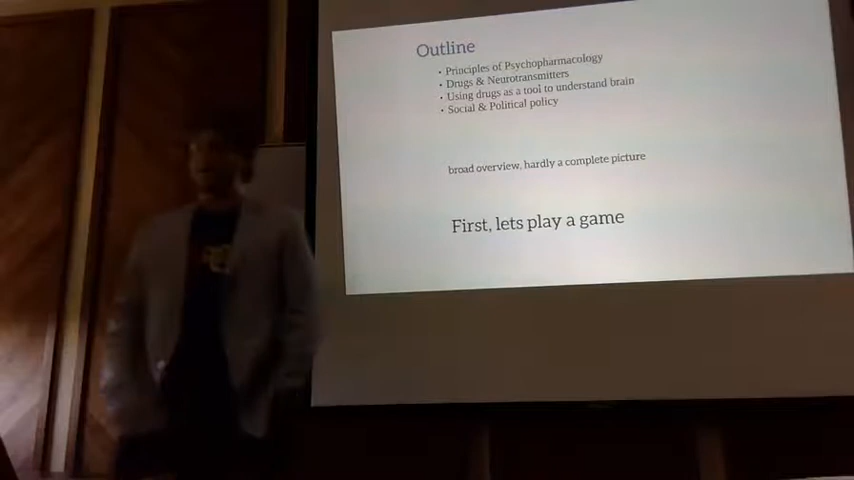 Outline
• Principles of Psychopharmacology
• Drugs & Neurotransmitters
• Using drugs as a tool to understand brain
• Social & Political policy
broad overview, hardly a complete picture
First, lets play a game